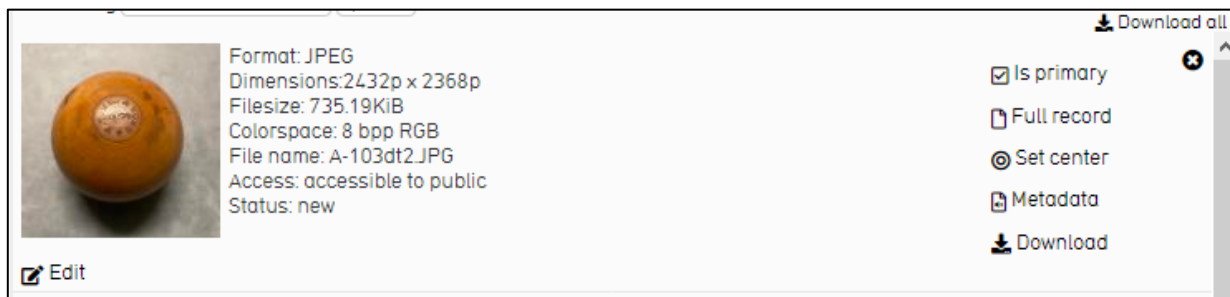 Download all
Format: JPEG
Dimensions:2432p x 2368p
Filesize: 735.19KiB
Colorspace: 8 bpp RGB
File name: A-103dt2.JPG
Access: accessible to public
Status: new
Is primary
Full record
Set center
Metadata
Download
Edit